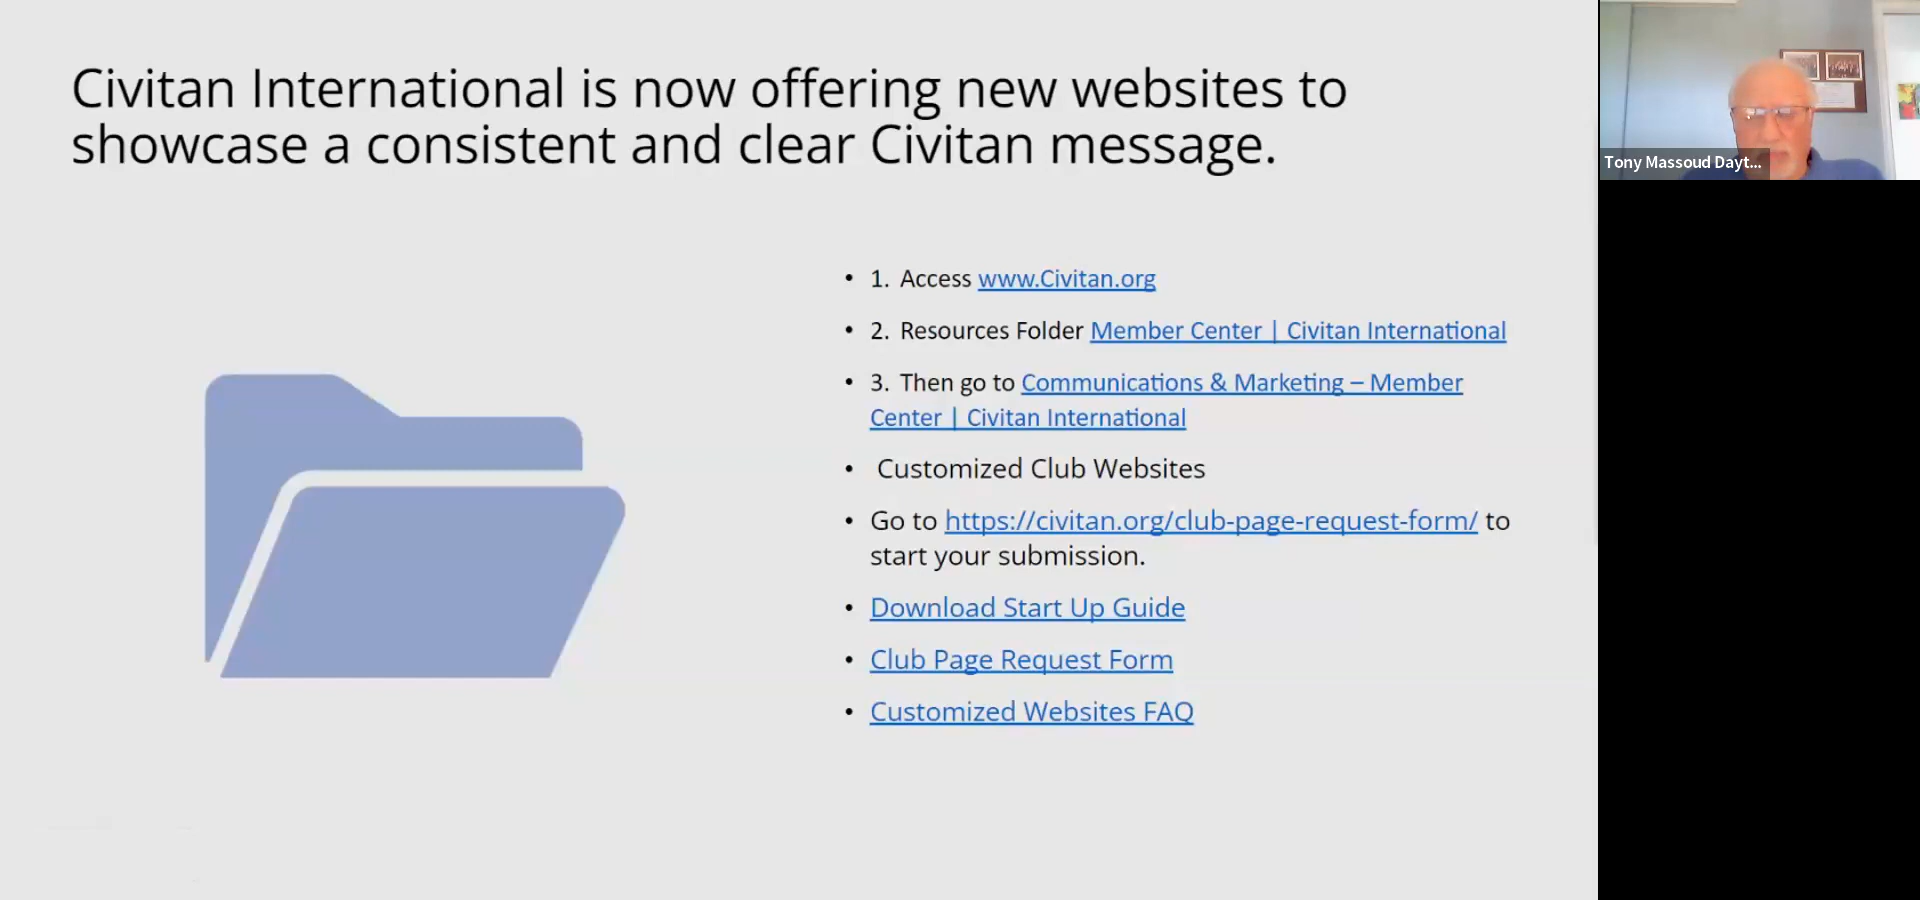 Civitan International is now offering new websites to
showcase a consistent and clear Civitan message.
• 1. Access www.Civitan.org
• 2. Resources Folder Member Center | Civitan International
• 3. Then go to Communications & Marketing – Member
Center | Civitan International
• Customized Club Websites
• Go to https://civitan.org/club-page-request-form/ to
start your submission.
• Download Start Up Guide
• Club Page Request Form
• Customized Websites FAQ
Tony Massoud Dayt...